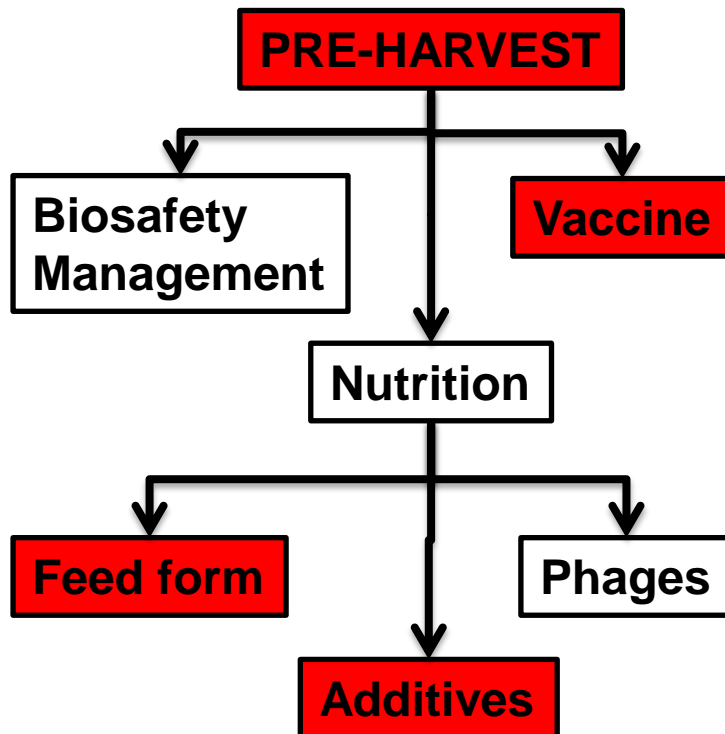 PRE-HARVEST
Biosafety
Management
Vaccine
Nutrition
Feed form
Phages
Additives